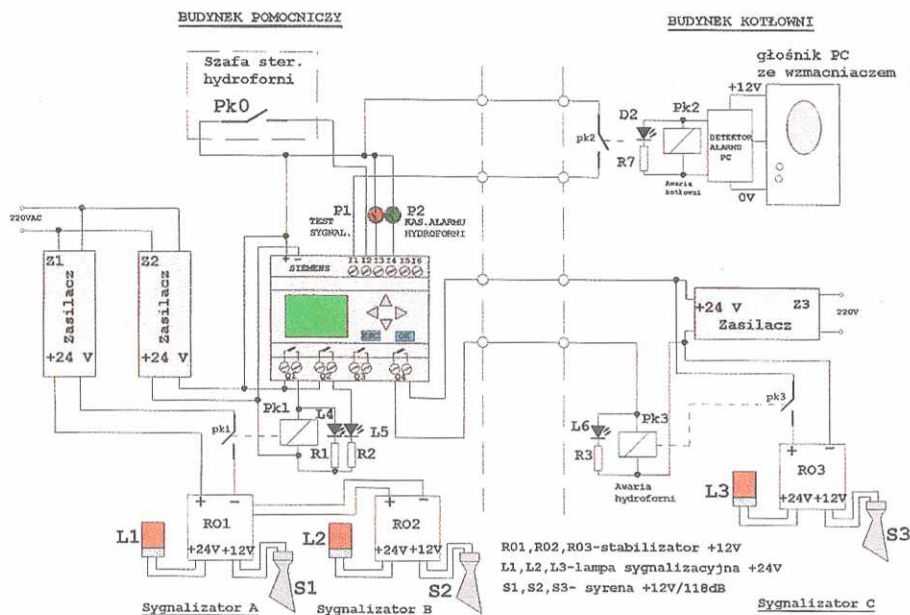 BUDYNEK POMOCNICZY
BUDYNEK KOTŁOWNI
Szafa ster.
hydroforni
Pk0
głośnik PC
ze wzmacniaczem
+12V
D2
Pk2
pk2
R7
DETEKTOR
ALARMU
PC
Awaria
kotłowni
0V
P1
TEST
SYGNAL.
P2
KAS.ALARMU
HYDROFORNI
220VAC
Z1
Zasilacz
+24 V
Z2
Zasilacz
+24 V
+ -
SIEMENS
I1 I2 I3 I4 I5 I6
ESC
OK
Q1 Q2 Q3 Q4
+24 V
Z3
Zasilacz
220V
Pk1
pk1
L4
L5
R1
R2
L6
R3
Pk3
pk3
Awaria
hydroforni
+ -
RO1
+24V +12V
L1
S1
+ -
RO2
+24V +12V
L2
S2
+ -
RO3
+24V +12V
L3
S3
R01,R02,R03-stabilizator +12V
L1,L2,L3-lampa sygnalizacyjna +24V
S1,S2,S3- syrena +12V/118dB
Sygnalizator A
Sygnalizator B
Sygnalizator C